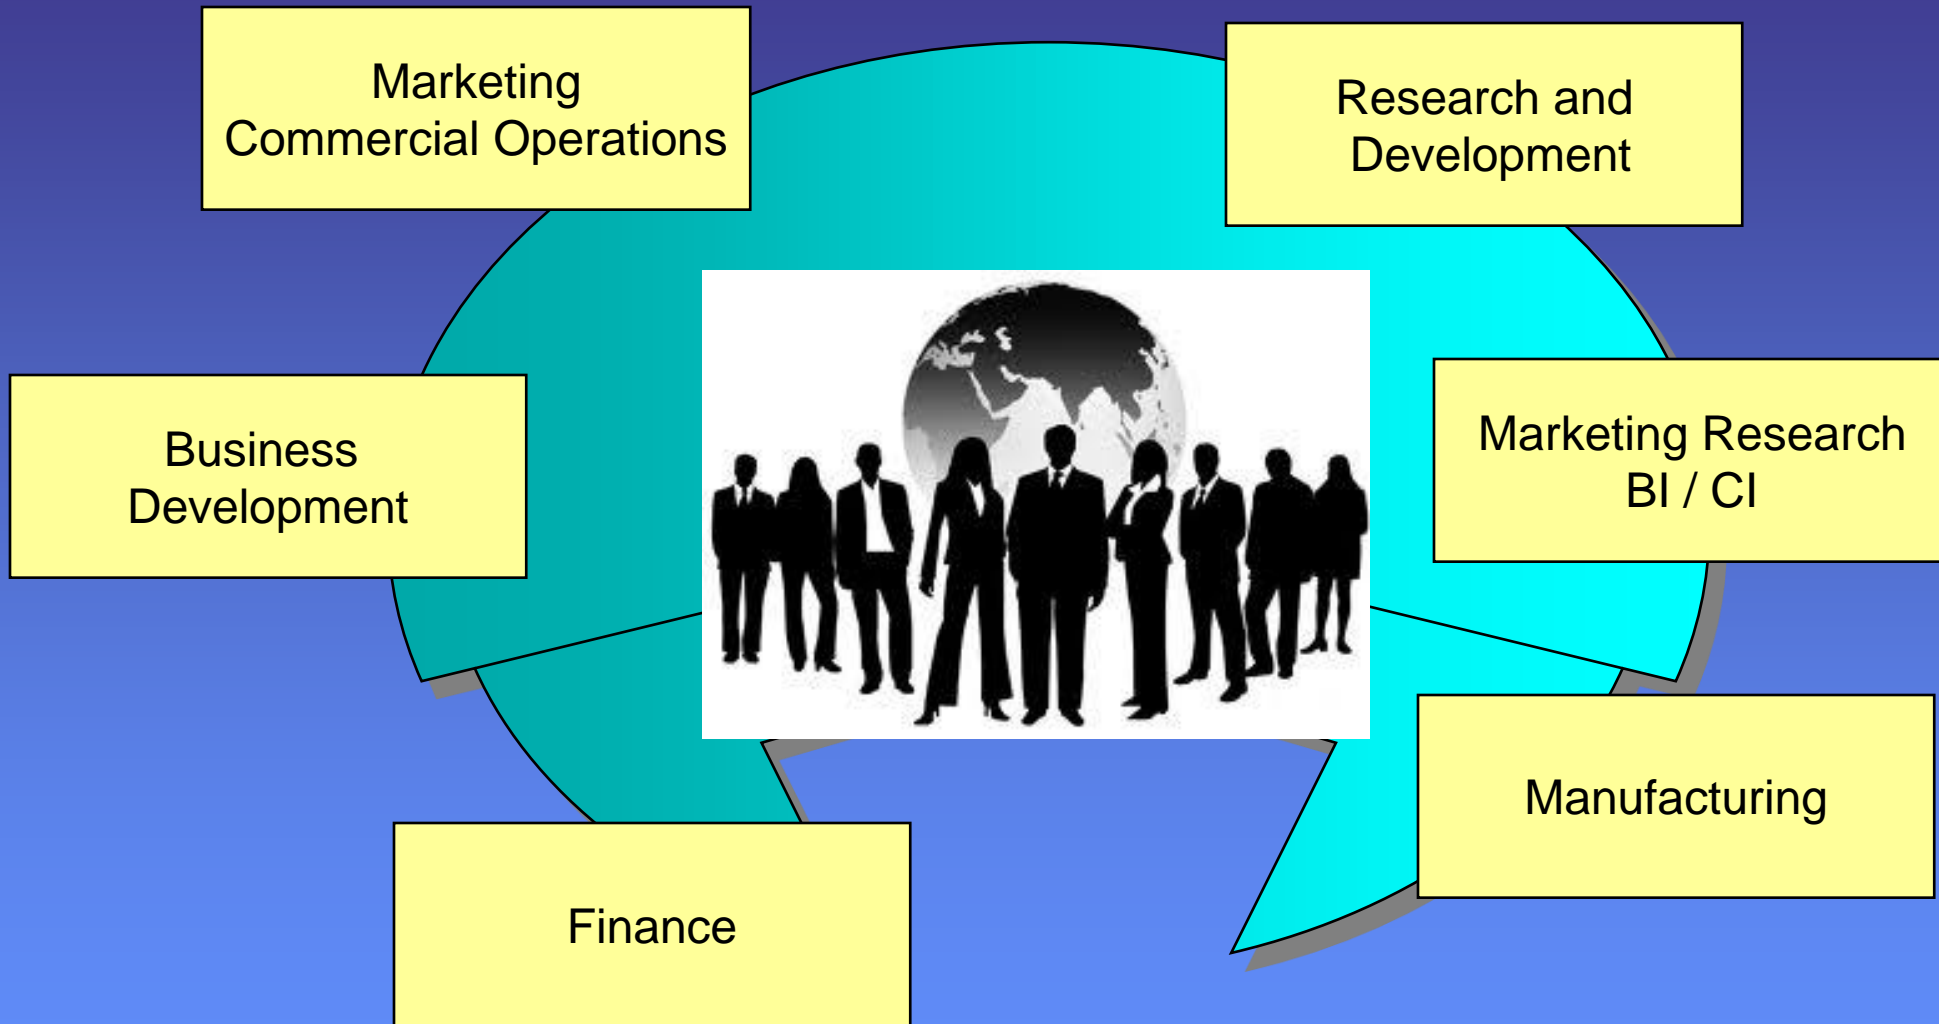 Marketing
Commercial Operations
Research and
Development
Business
Development
Marketing Research
BI / CI
Manufacturing
Finance